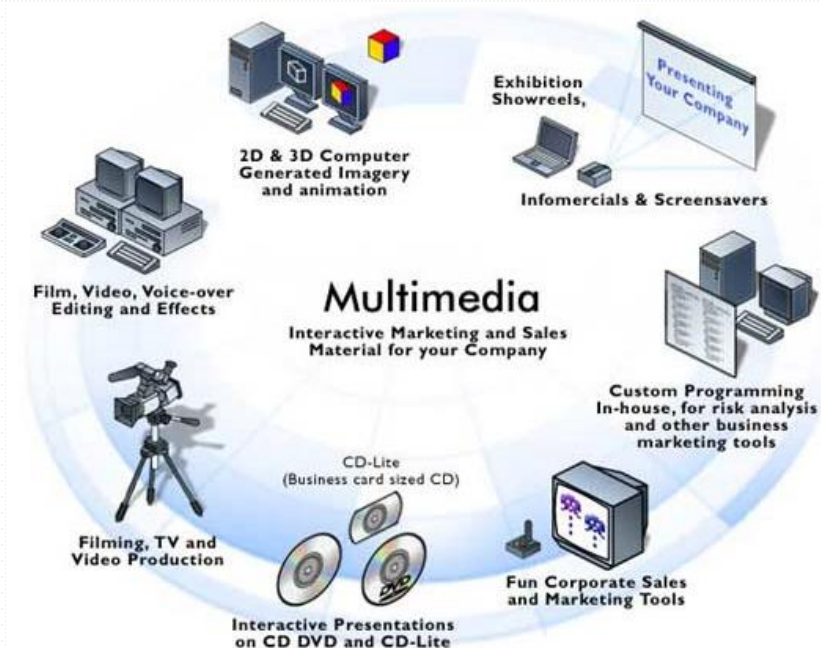 Multimedia
Interactive Marketing and Sales
Material for your Company
2D & 3D Computer
Generated Imagery
and animation
Exhibition
Showreels,
Presenting
Your Company
Infomercials & Screensavers
Custom Programming
In-house, for risk analysis
and other business
marketing tools
Fun Corporate Sales
and Marketing Tools
CD-Lite
(Business card sized CD)
DVD
Interactive Presentations
on CD DVD and CD-Lite
Filming, TV and
Video Production
Film, Video, Voice-over
Editing and Effects